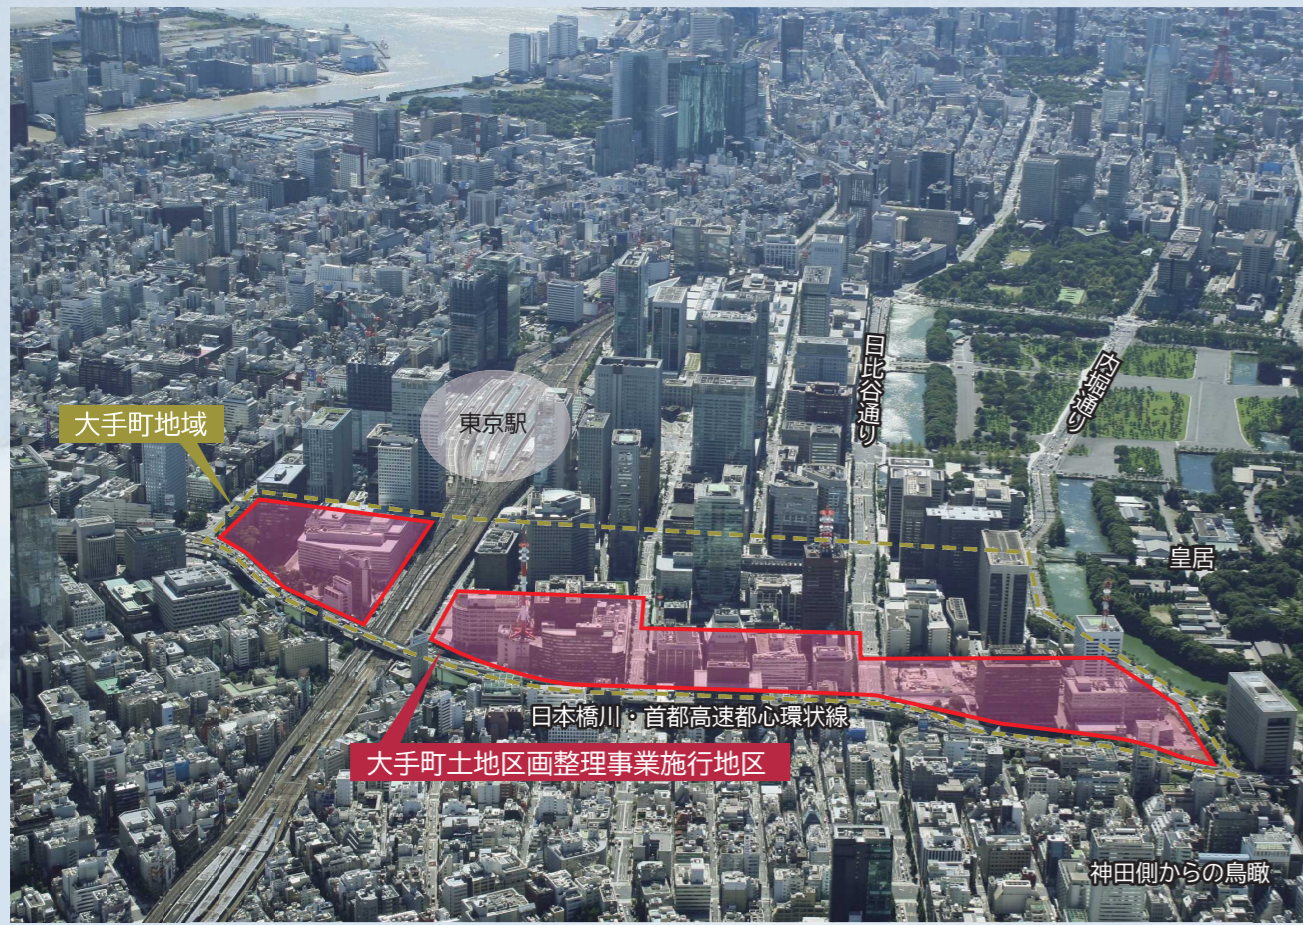 日比谷通り
内堀通り
東京駅
大手町地域
皇居
日本橋川・首都高速都心環状線
大手町土地区画整理事業施行地区
神田側からの鳥瞰